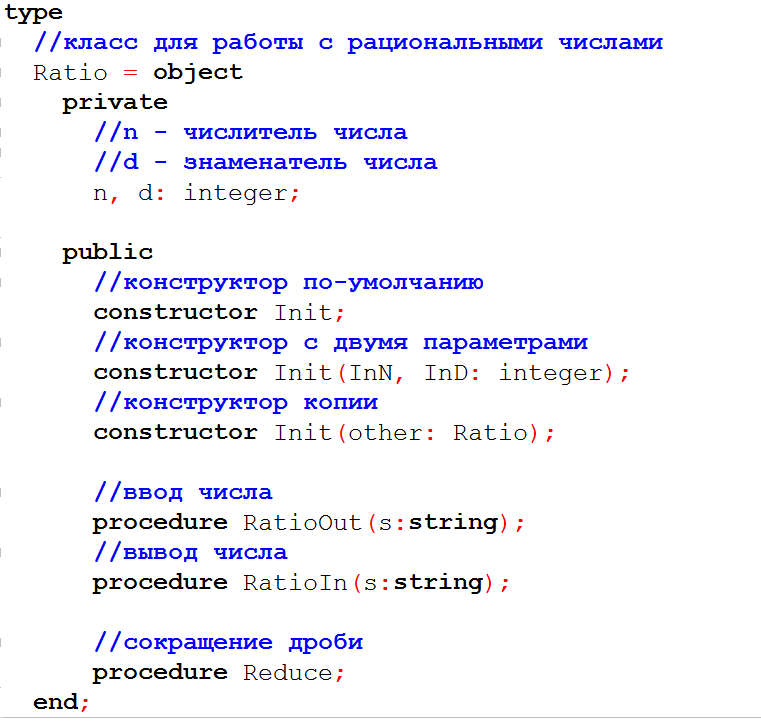 type
//класс для работы с рациональными числами
Ratio = object
private
//n - числитель числа
//d - знаменатель числа
n, d: integer;
public
//конструктор по-умолчанию
constructor Init;
//конструктор с двумя параметрами
constructor Init(InN, InD: integer);
//конструктор копии
constructor Init(other: Ratio);
//ввод числа
procedure RatioOut(s:string);
//вывод числа
procedure RatioIn(s:string);
//сокращение дроби
procedure Reduce;
end;